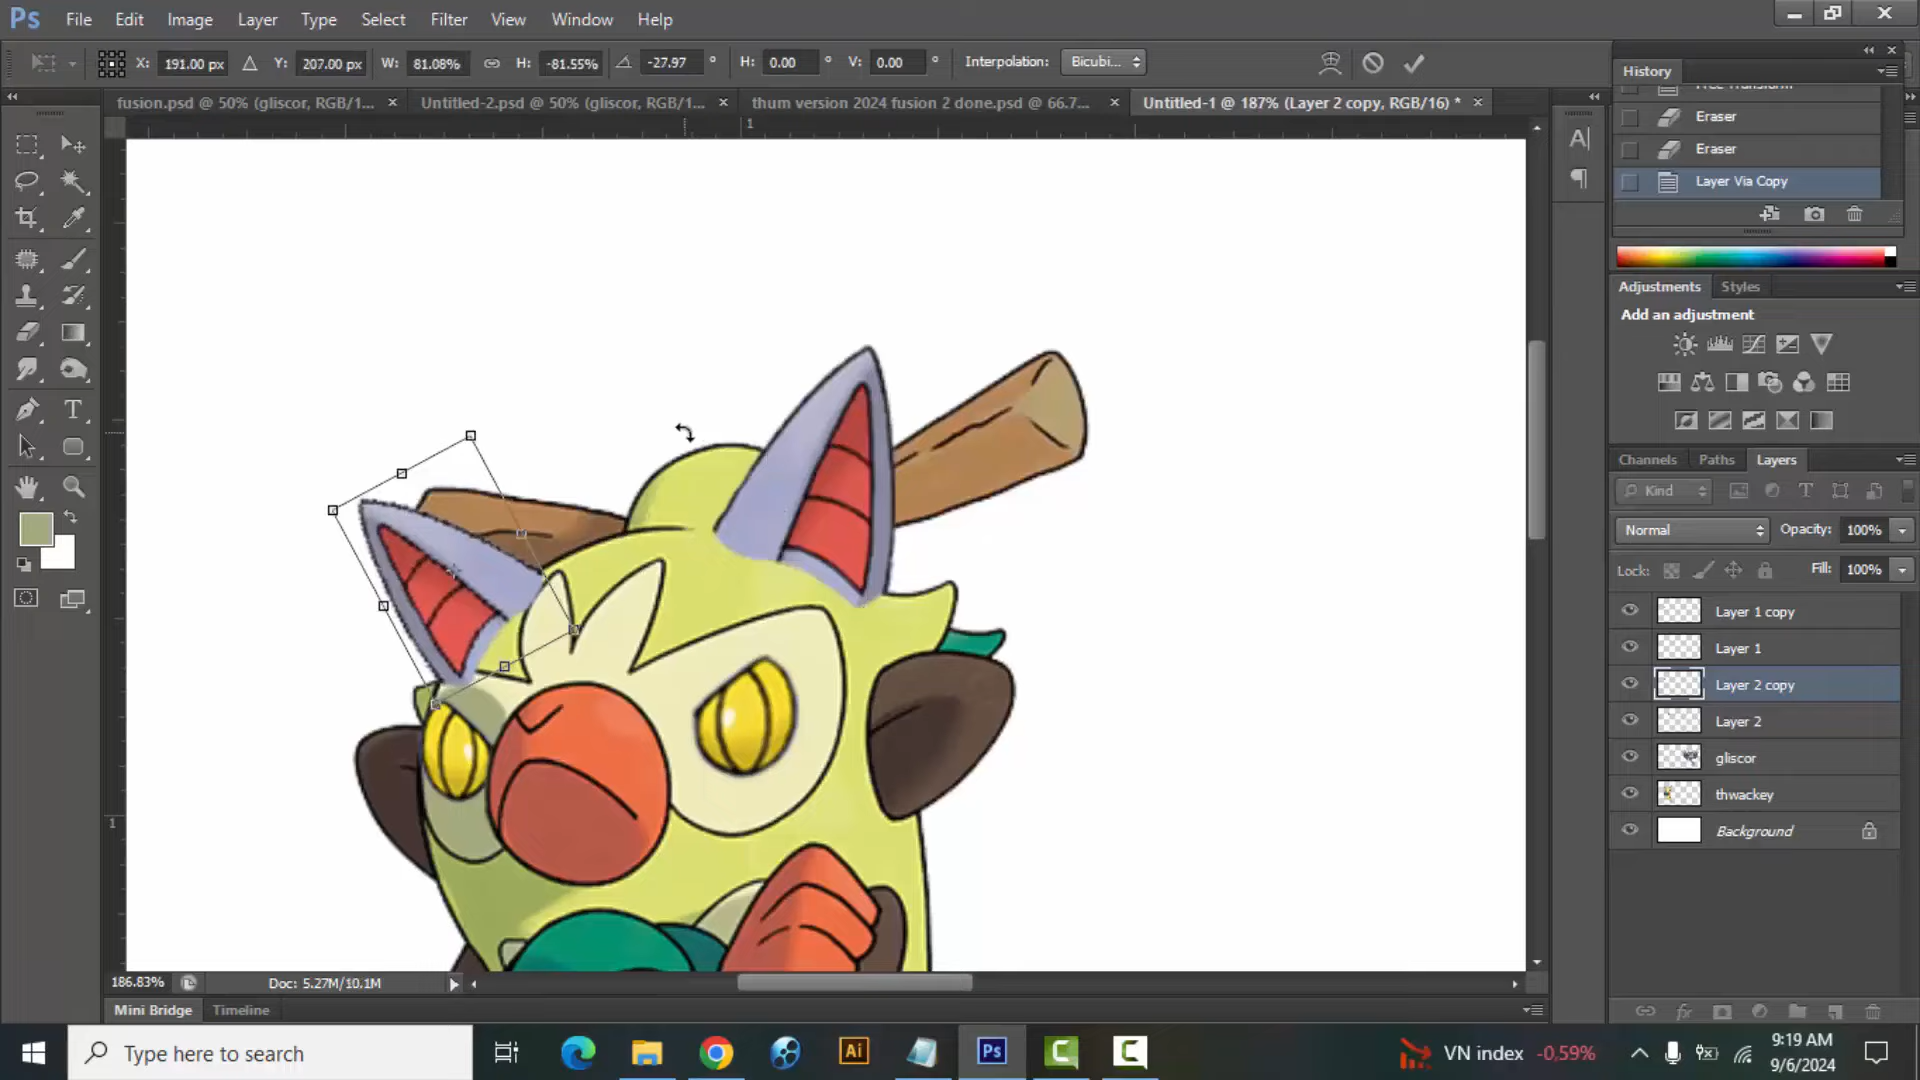 Ps File Edit Image Layer Type Select Filter View Window Help
X: 191.00 px Y: 207.00 px W: 81.08% H: -81.55% -27.97 ° H: 0.00 ° V: 0.00 ° Interpolation: Bicubi...
fusion.psd @ 50% (gliscor, RGB/1... × Untitled-2.psd @ 50% (gliscor, RGB/1... × thum version 2024 fusion 2 done.psd @ 66.7... × Untitled-1 @ 187% (Layer 2 copy, RGB/16) * ×
History
Eraser
Eraser
Layer Via Copy
Adjustments Styles
Add an adjustment
Channels Paths Layers
Kind
Normal Opacity: 100%
Lock: Fill: 100%
Layer 1 copy
Layer 1
Layer 2 copy
Layer 2
gliscor
thwackey
Background
1
1
186.83% Doc: 5.27M/10.1M
Mini Bridge Timeline
Type here to search
Ai Ps
VN index -0,59%
9:19 AM
9/6/2024